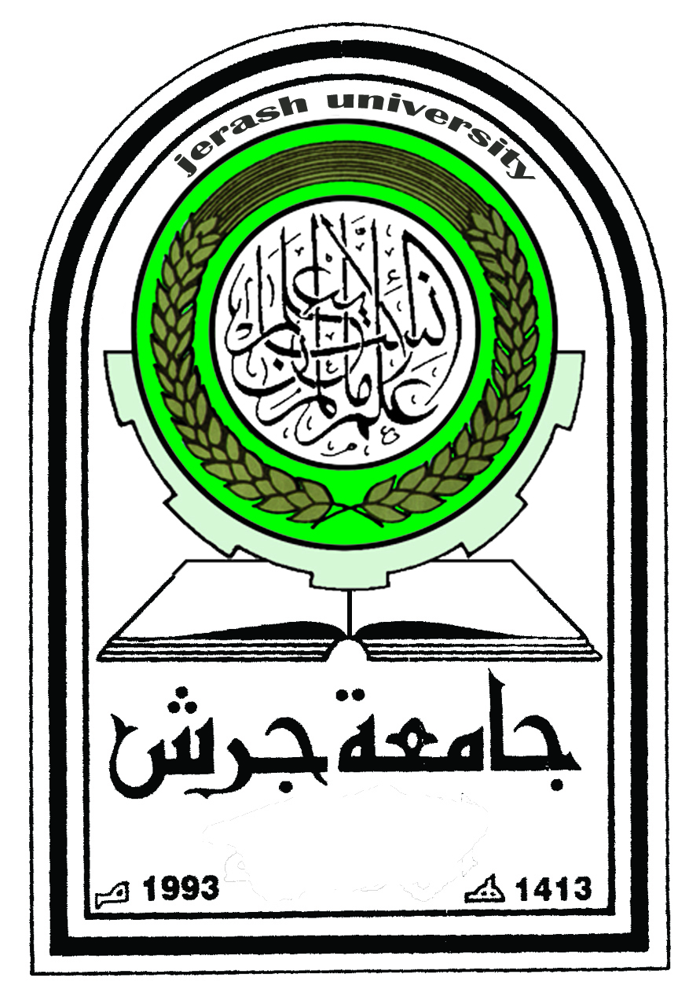 jerash university
علم الإنسان ما لم يعلم
جامعة جرش
1413 هـ 1993 م